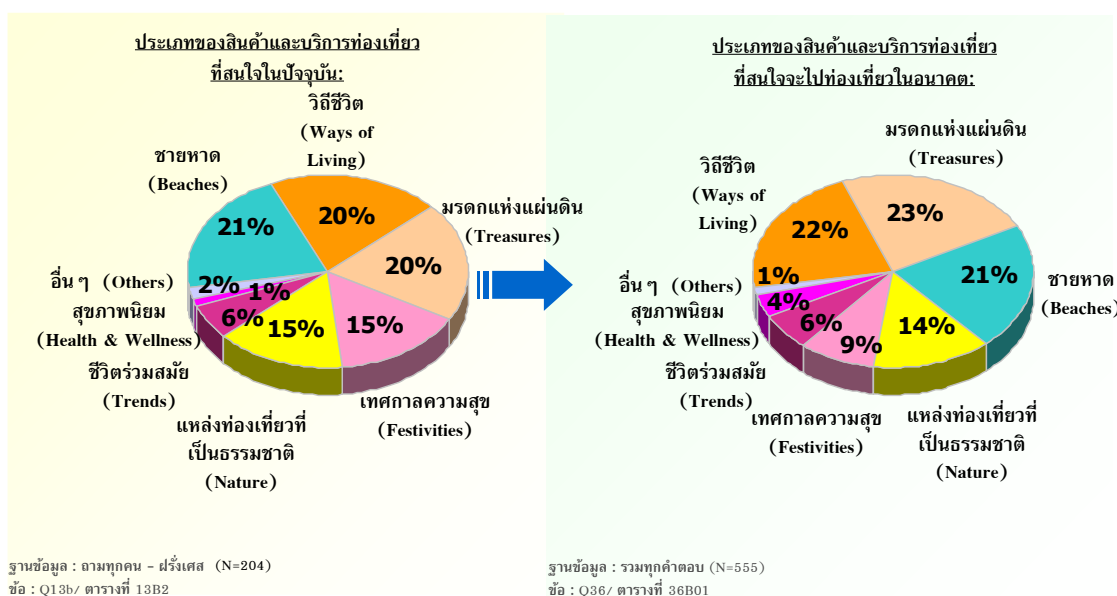 ประเภทของสินค้าและบริการท่องเที่ยว
ที่สนใจในปัจจุบัน:
วิถีชีวิต
(Ways of
Living)
ชายหาด
(Beaches)
มรดกแห่งแผ่นดิน
(Treasures)
21%
20%
20%
2%
1%
6%
15%
15%
อื่น ๆ (Others)
สุขภาพนิยม
(Health & Wellness)
ชีวิตร่วมสมัย
(Trends)
แหล่งท่องเที่ยวที่
เป็นธรรมชาติ
(Nature)
เทศกาลความสุข
(Festivities)
ฐานข้อมูล : ถามทุกคน - ฝรั่งเศส (N=204)
ข้อ : Q13b/ ตารางที่ 13B2
ประเภทของสินค้าและบริการท่องเที่ยว
ที่สนใจจะไปท่องเที่ยวในอนาคต:
มรดกแห่งแผ่นดิน
(Treasures)
วิถีชีวิต
(Ways of
Living)
23%
22%
21%
1%
4%
6%
9%
14%
ชายหาด
(Beaches)
อื่น ๆ (Others)
สุขภาพนิยม
(Health & Wellness)
ชีวิตร่วมสมัย
(Trends)
เทศกาลความสุข
(Festivities)
แหล่งท่องเที่ยวที่
เป็นธรรมชาติ
(Nature)
ฐานข้อมูล : รวมทุกคำตอบ (N=555)
ข้อ : Q36/ ตารางที่ 36B01